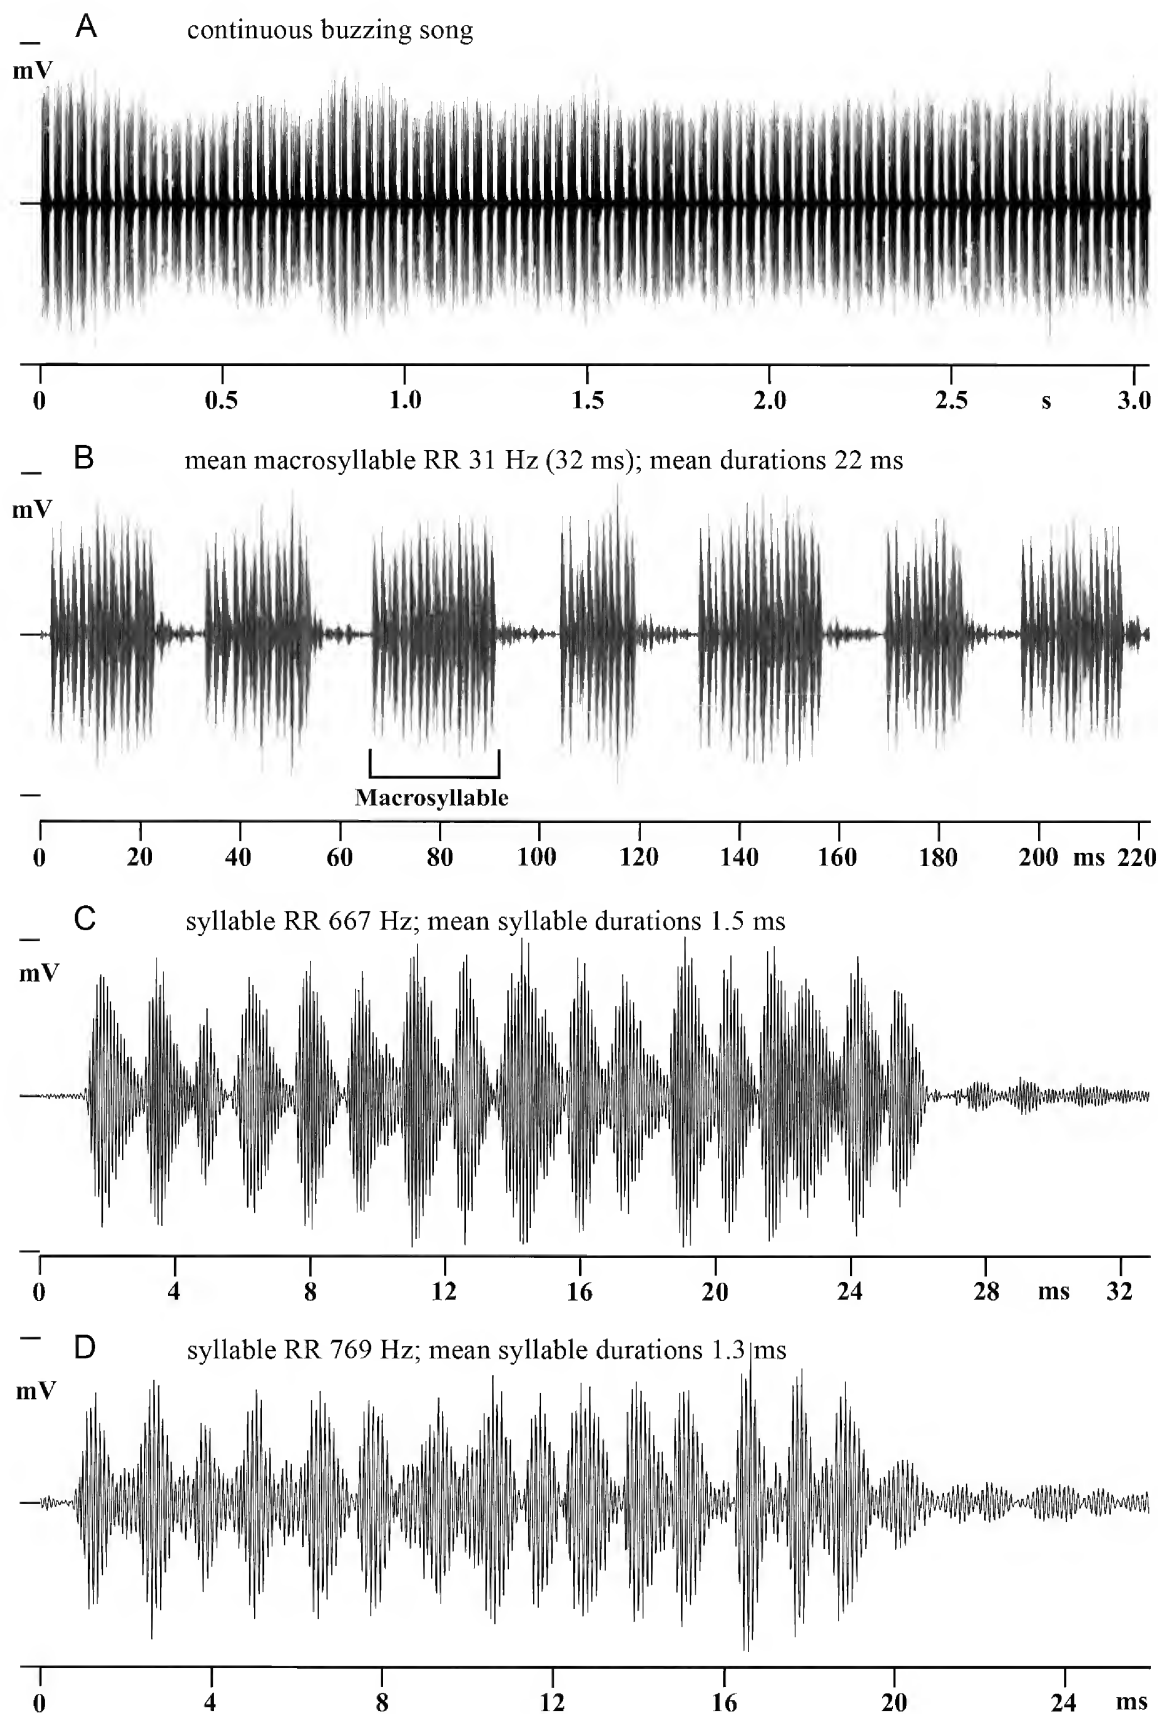 A continuous buzzing song
mV
0 0.5 1.0 1.5 2.0 2.5 s 3.0
B mean macrosyllable RR 31 Hz (32 ms); mean durations 22 ms
mV
Macrosyllable
0 20 40 60 80 100 120 140 160 180 200 ms 220
C syllable RR 667 Hz; mean syllable durations 1.5 ms
mV
0 4 8 12 16 20 24 28 ms 32
D syllable RR 769 Hz; mean syllable durations 1.3 ms
mV
0 4 8 12 16 20 24 ms